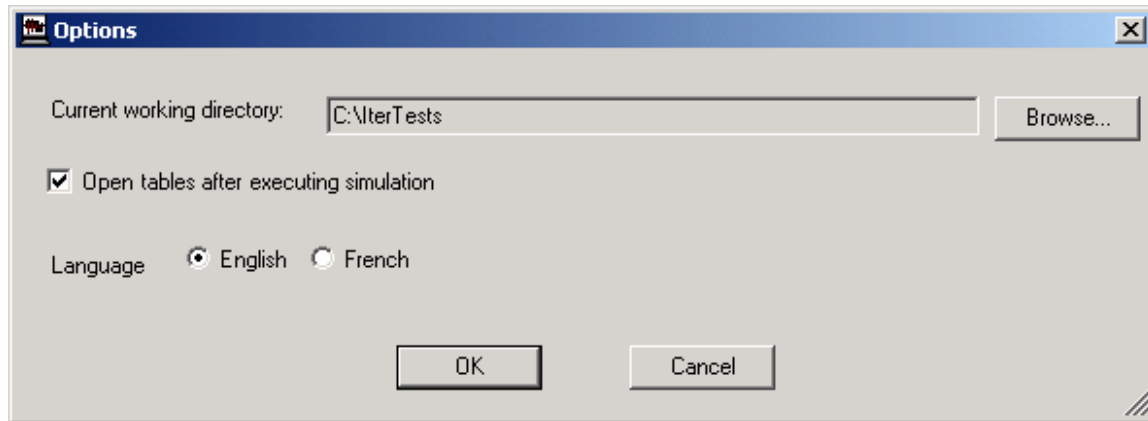 Options
Current working directory: C:\IterTests Browse...
Open tables after executing simulation
Language English French
OK Cancel